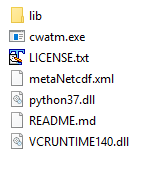 lib
cwatm.exe
LICENSE.txt
metaNetcdf.xml
python37.dll
README.md
VCRUNTIME140.dll